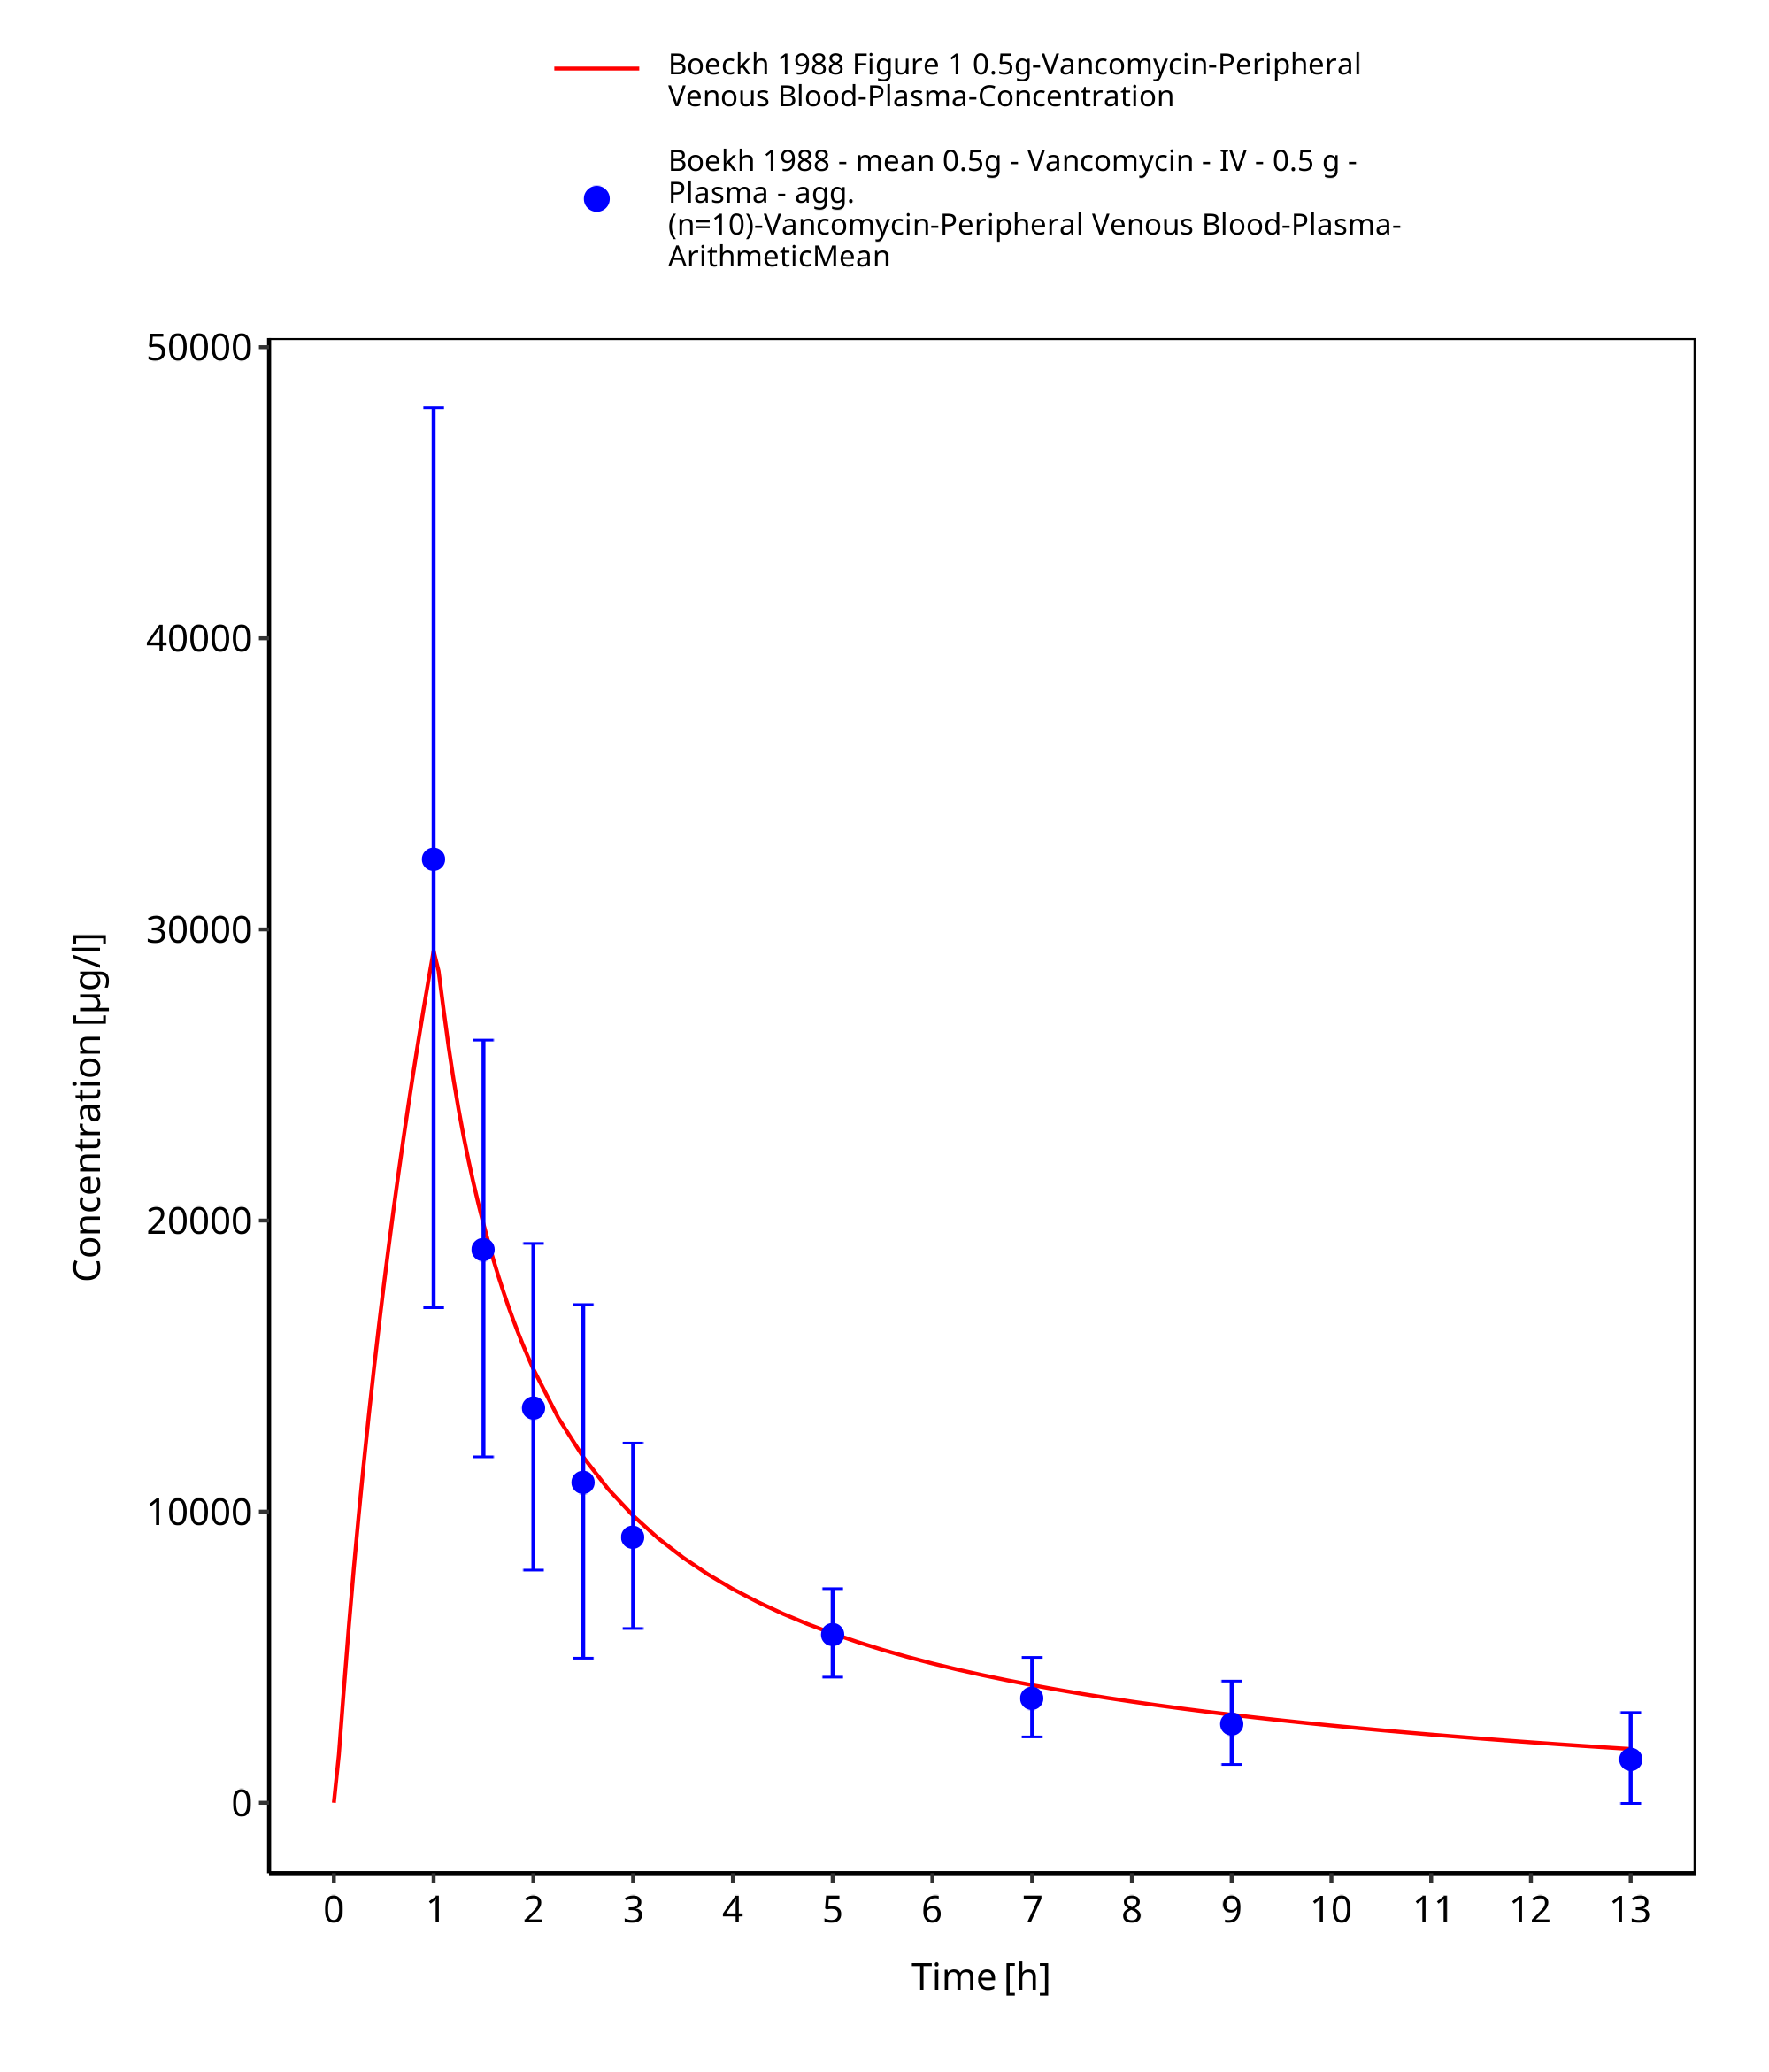 Boeckh 1988 Figure 1 0.5g-Vancomycin-Peripheral
Venous Blood-Plasma-Concentration
Boekh 1988 - mean 0.5g - Vancomycin - IV - 0.5 g -
Plasma - agg.
(n=10)-Vancomycin-Peripheral Venous Blood-Plasma-
ArithmeticMean
50000
40000
30000
20000
10000
0
Concentration [µg/l]
0 1 2 3 4 5 6 7 8 9 10 11 12 13
Time [h]